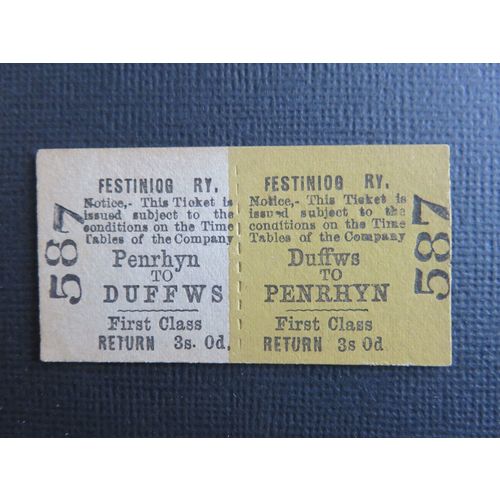 587
FESTINIOG RY.
Notice,- This Ticket is
issued subject to the
conditions on the Time
Tables of the Company
Penrhyn
TO
DUFFWS
First Class
RETURN 3s. 0d.
FESTINIOG RY.
Notice,- This Ticket is
issued subject to the
conditions on the Time
Tables of the Company
Duffws
TO
PENRHYN
First Class
RETURN 3s 0d
587